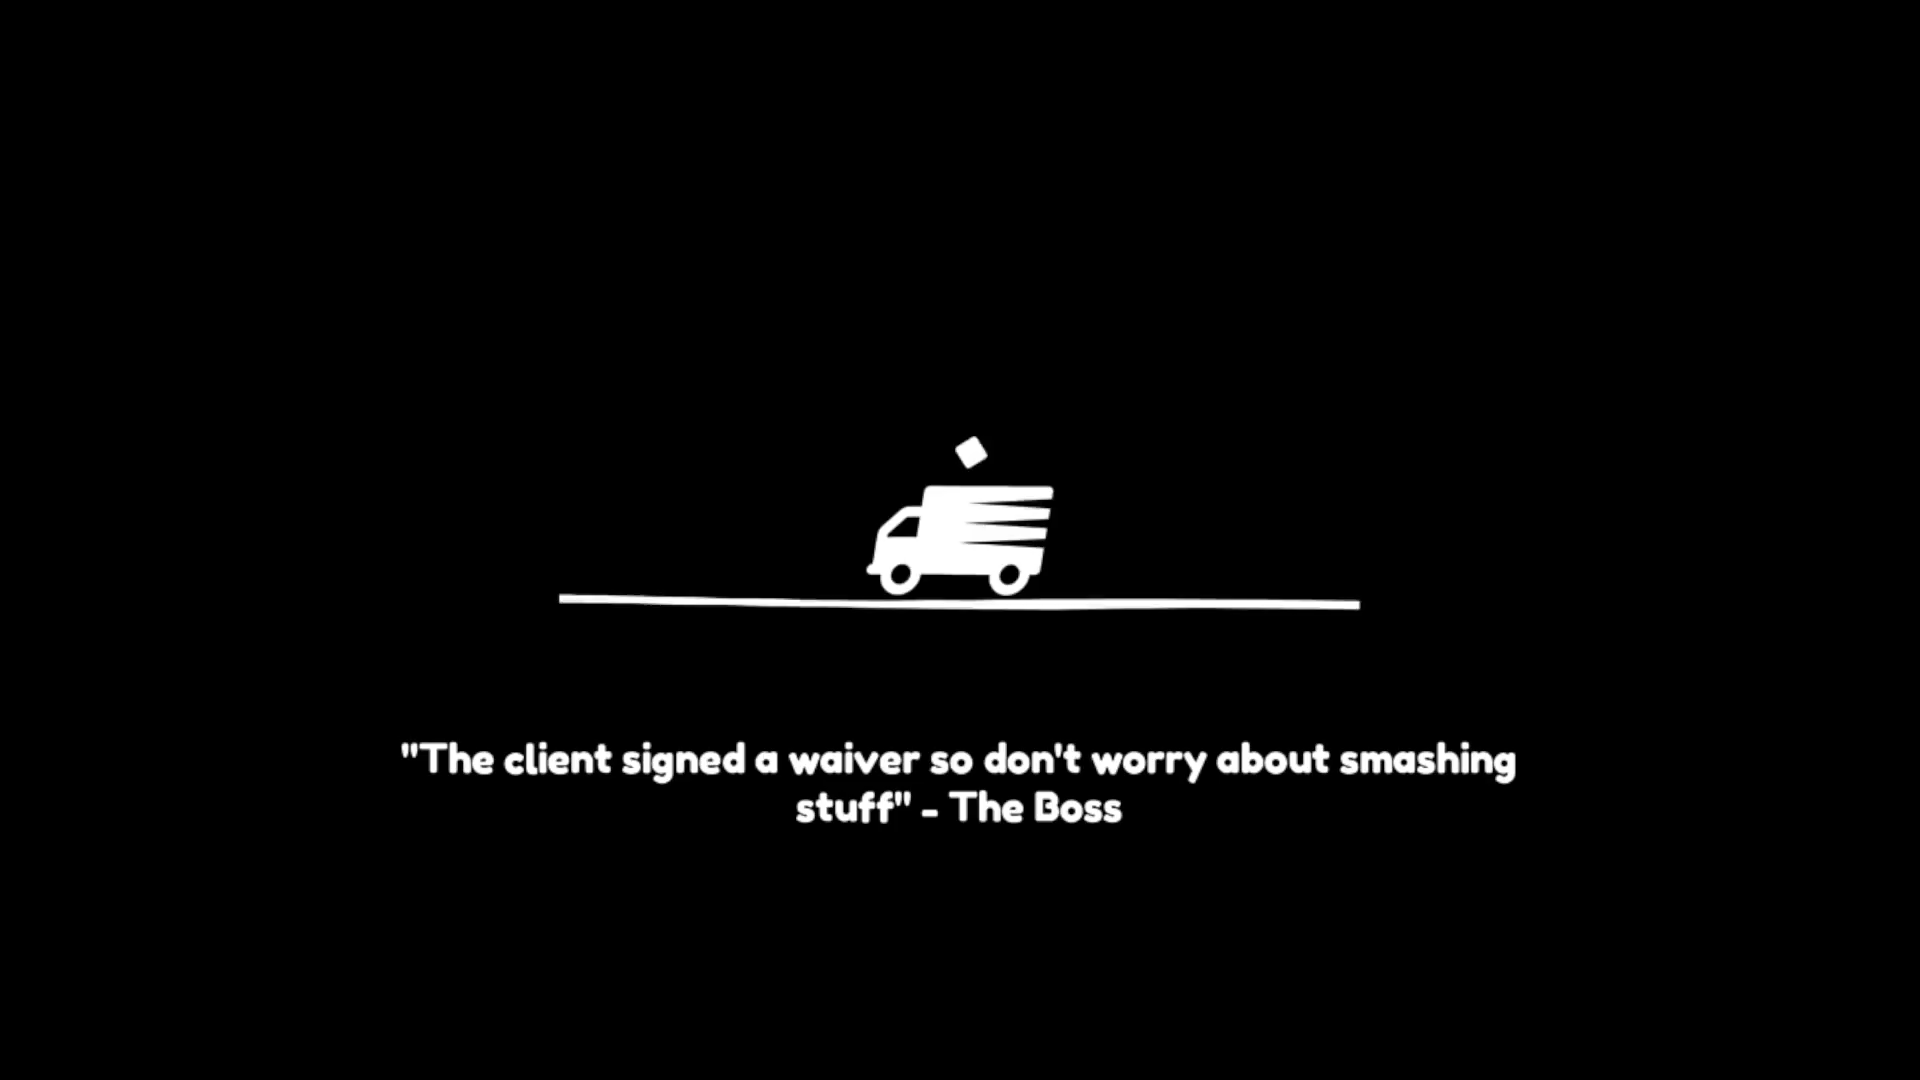 "The client signed a waiver so don't worry about smashing
stuff" - The Boss